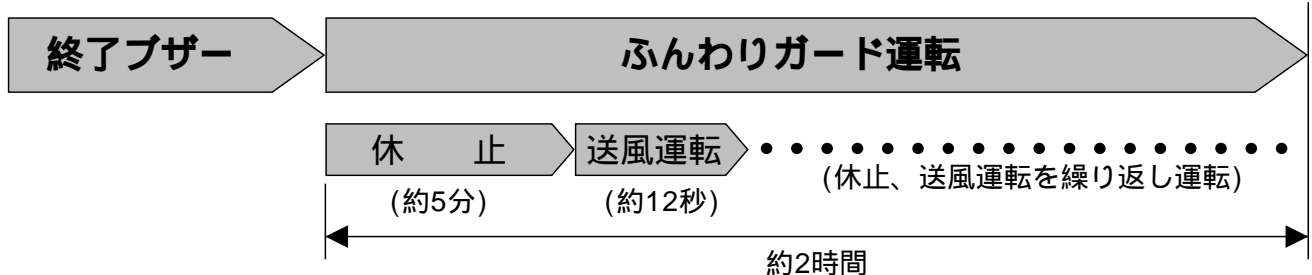 終了ブザー
ふんわりガード運転
休　止
送風運転
(約5分)
(約12秒)
(休止、送風運転を繰り返し運転)
約2時間